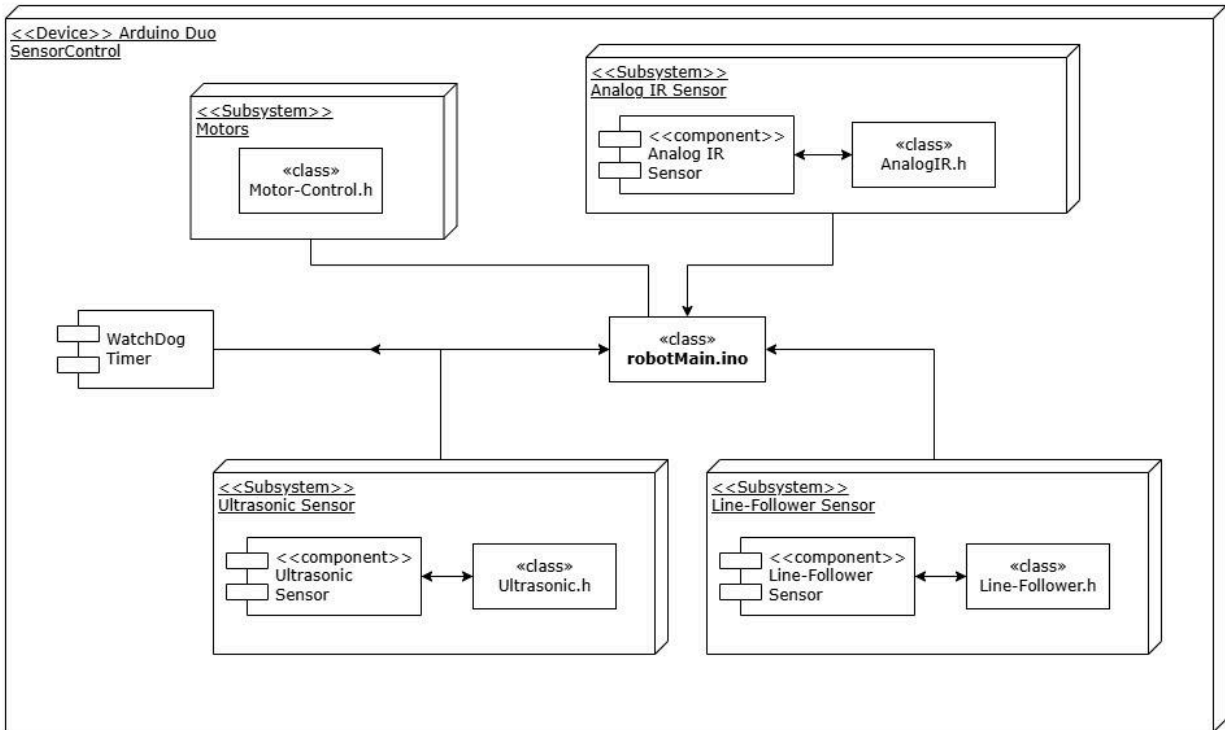 <<Device>> Arduino Duo
SensorControl
<<Subsystem>>
Motors
«class»
Motor-Control.h
<<Subsystem>>
Analog IR Sensor
<<component>>
Analog IR
Sensor
«class»
AnalogIR.h
WatchDog
Timer
«class»
robotMain.ino
<<Subsystem>>
Ultrasonic Sensor
<<component>>
Ultrasonic
Sensor
«class»
Ultrasonic.h
<<Subsystem>>
Line-Follower Sensor
<<component>>
Line-Follower
Sensor
«class»
Line-Follower.h